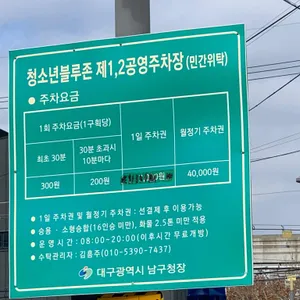 청소년블루존 제1,2공영주차장 (민간위탁)
● 주차요금
1회 주차요금(1구획당)
1일 주차권
월정기 주차권
최초 30분
30분 초과시
10분마다
300원
200원
40,000원
● 1일 주차권 및 월정기 주차권 : 선결제 후 이용가능
● 승용 · 소형승합(16인승 미만), 화물 2.5톤 미만 적용
● 운영시간 : 08:00~20:00(이후시간 무료개방)
● 수탁관리자 : 김흥주(010-5390-7437)
대구광역시 남구청장